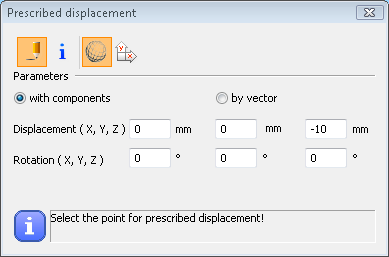 Prescribed displacement
Parameters
with components by vector
Displacement ( X, Y, Z ) 0 mm 0 mm -10 mm
Rotation ( X, Y, Z ) 0 ° 0 ° 0 °
Select the point for prescribed displacement!